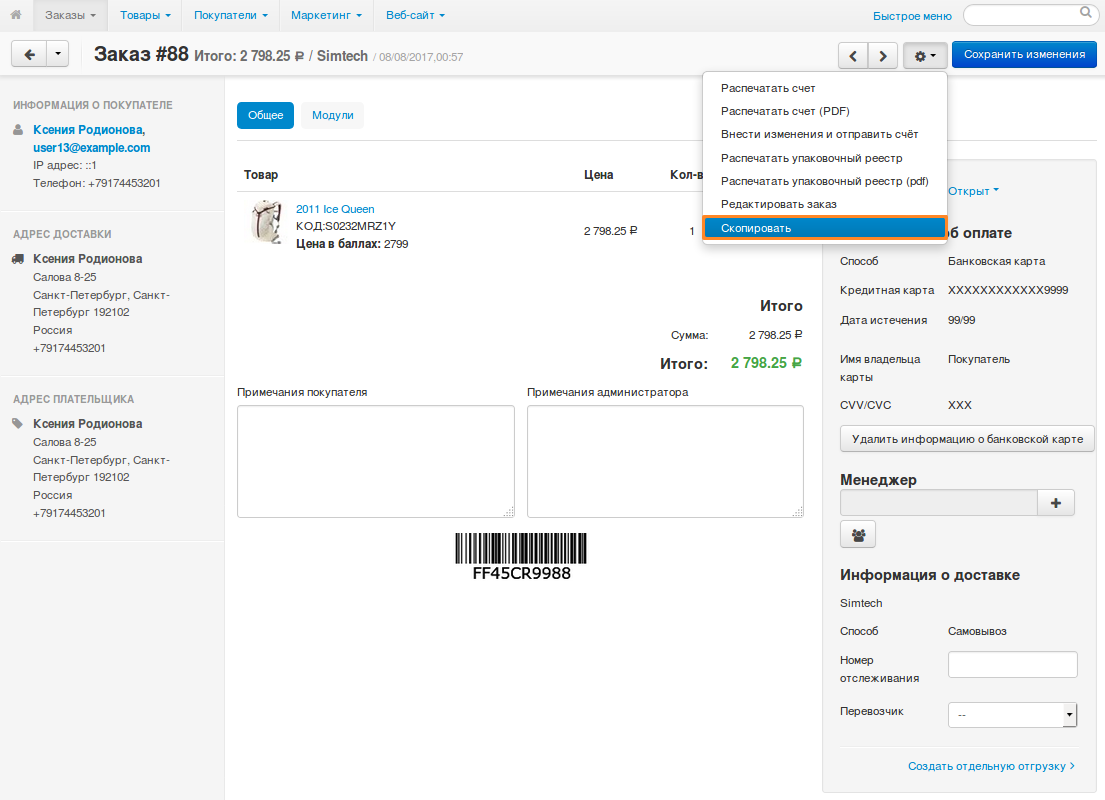 Заказы
Товары
Покупатели
Маркетинг
Веб-сайт
Быстрое меню
Заказ #88 Итого: 2 798.25 ₽ / Simtech / 08/08/2017,00:57
Сохранить изменения
Распечатать счет
Распечатать счет (PDF)
Внести изменения и отправить счёт
Распечатать упаковочный реестр
Распечатать упаковочный реестр (pdf)
Редактировать заказ
Скопировать
ИНФОРМАЦИЯ О ПОКУПАТЕЛЕ
Ксения Родионова,
user13@example.com
IP адрес: ::1
Телефон: +79174453201
АДРЕС ДОСТАВКИ
Ксения Родионова
Салова 8-25
Санкт-Петербург, Санкт-
Петербург 192102
Россия
+79174453201
АДРЕС ПЛАТЕЛЬЩИКА
Ксения Родионова
Салова 8-25
Санкт-Петербург, Санкт-
Петербург 192102
Россия
+79174453201
Общее
Модули
Товар
Цена
Кол-в
2011 Ice Queen
КОД:S0232MRZ1Y
Цена в баллах: 2799
2 798.25 ₽
1
Итого
Сумма: 2 798.25 ₽
Итого: 2 798.25 ₽
Примечания покупателя
Примечания администратора
FF45CR9988
Открыт
об оплате
Способ Банковская карта
Кредитная карта XXXXXXXXXXXX9999
Дата истечения 99/99
Имя владельца Покупатель
карты
CVV/CVC XXX
Удалить информацию о банковской карте
Менеджер
Информация о доставке
Simtech
Способ Самовывоз
Номер
отслеживания
Перевозчик --
Создать отдельную отгрузку